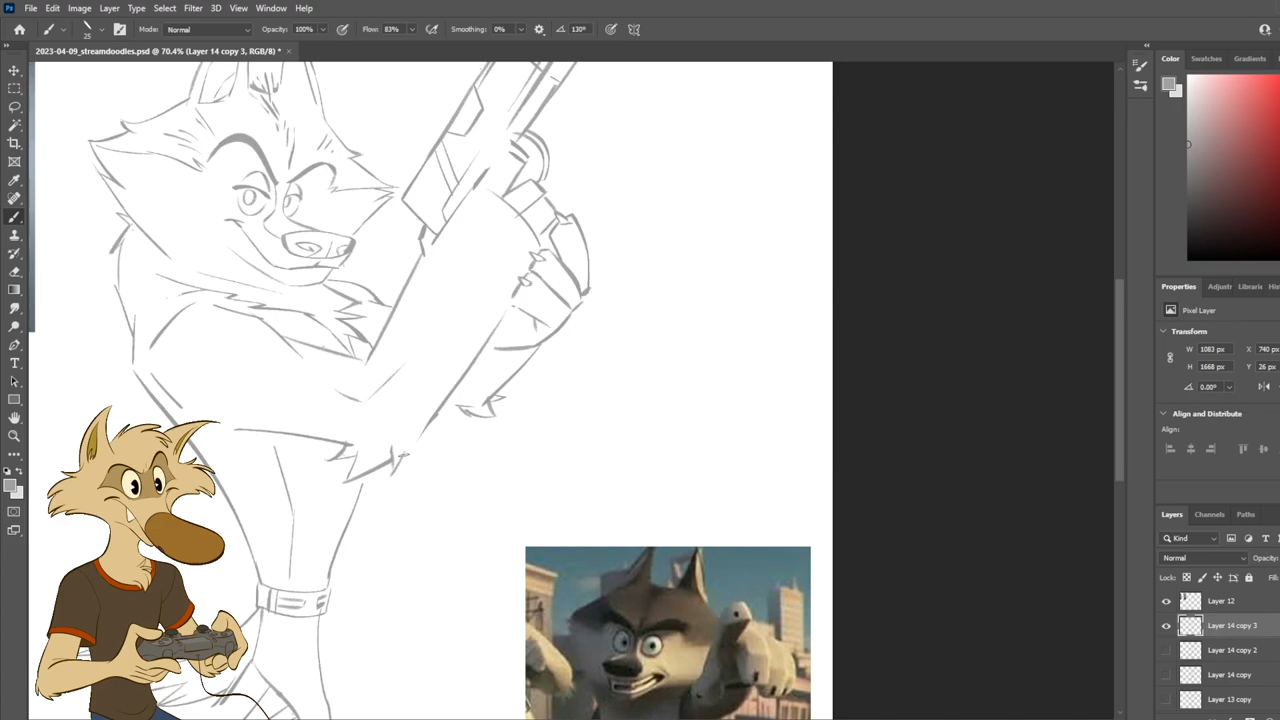 File Edit Image Layer Type Select Filter 3D View Window Help
25 Mode: Normal Opacity: 100% Flow: 83% Smoothing: 0% 130°
2023-04-09_streamdoodles.psd @ 70.4% (Layer 14 copy 3, RGB/8) * ×
Color Swatches Gradients
Properties Adjustr Librarie His
Pixel Layer
Transform
W 1083 px X 740 px
H 1668 px Y 26 px
0.00°
Align and Distribute
Align:
Layers Channels Paths
Kind
Normal Opacity:
Lock: Fil
Layer 12
Layer 14 copy 3
Layer 14 copy 2
Layer 14 copy
Layer 13 copy